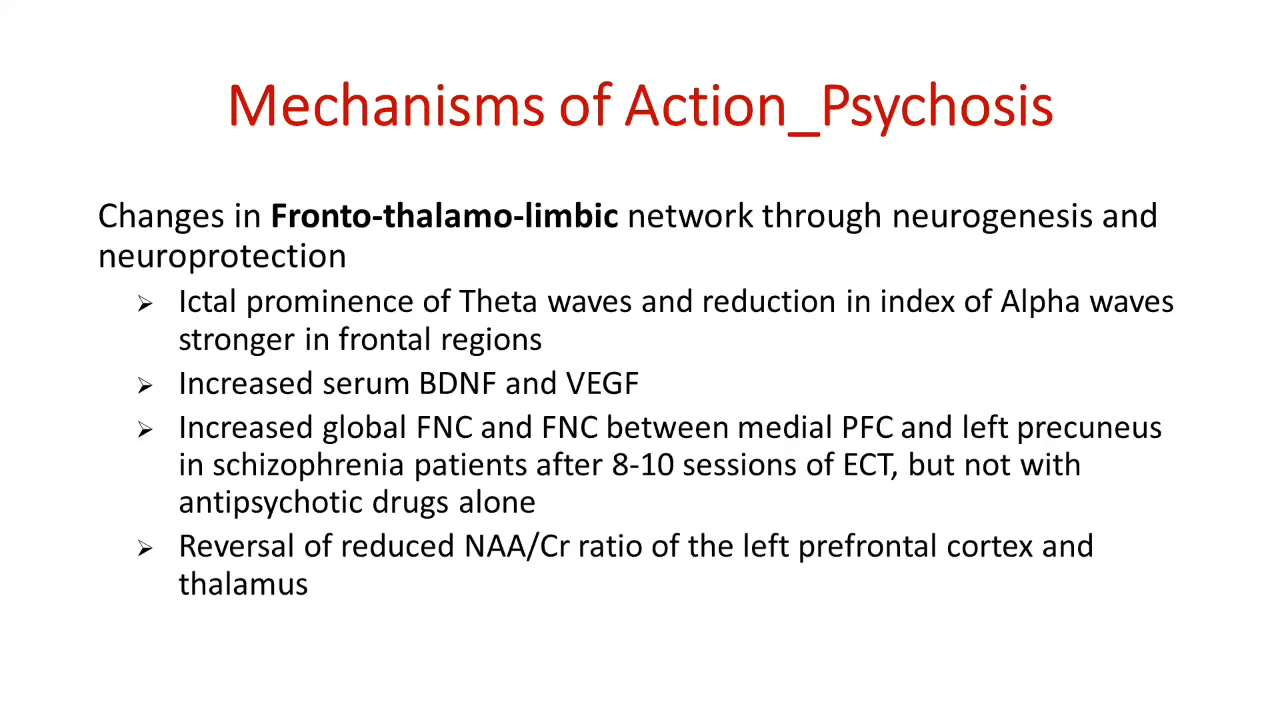 Mechanisms of Action_Psychosis
Changes in Fronto-thalamo-limbic network through neurogenesis and
neuroprotection
➢ Ictal prominence of Theta waves and reduction in index of Alpha waves
stronger in frontal regions
➢ Increased serum BDNF and VEGF
➢ Increased global FNC and FNC between medial PFC and left precuneus
in schizophrenia patients after 8-10 sessions of ECT, but not with
antipsychotic drugs alone
➢ Reversal of reduced NAA/Cr ratio of the left prefrontal cortex and
thalamus